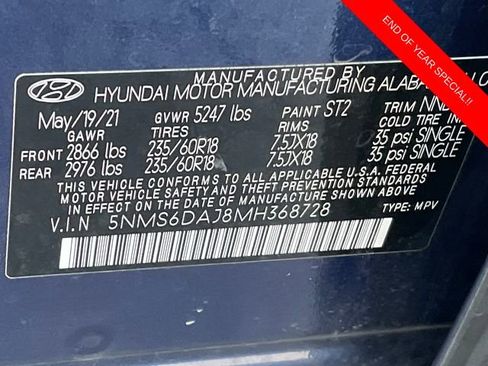 END OF YEAR SPECIAL!!
MANUFACTURED BY
HYUNDAI MOTOR MANUFACTURING
May/19/21 GVWR 5247 lbs PAINT ST2 TRIM
GAWR TIRES RIMS COLD TIRE
FRONT 2866 lbs 235/60R18 7.5JX18 35 psi SINGLE
REAR 2976 lbs 235/60R18 7.5JX18 35 psi SINGLE
THIS VEHICLE CONFORMS TO ALL APPLICABLE U.S. FEDERAL
MOTOR VEHICLE SAFETY AND THEFT PREVENTION STANDARDS
IN EFFECT ON THE DATE OF MANUFACTURE SHOWN ABOVE.
V.I.N 5NMS6DAJ8MH368728 TYPE: MPV